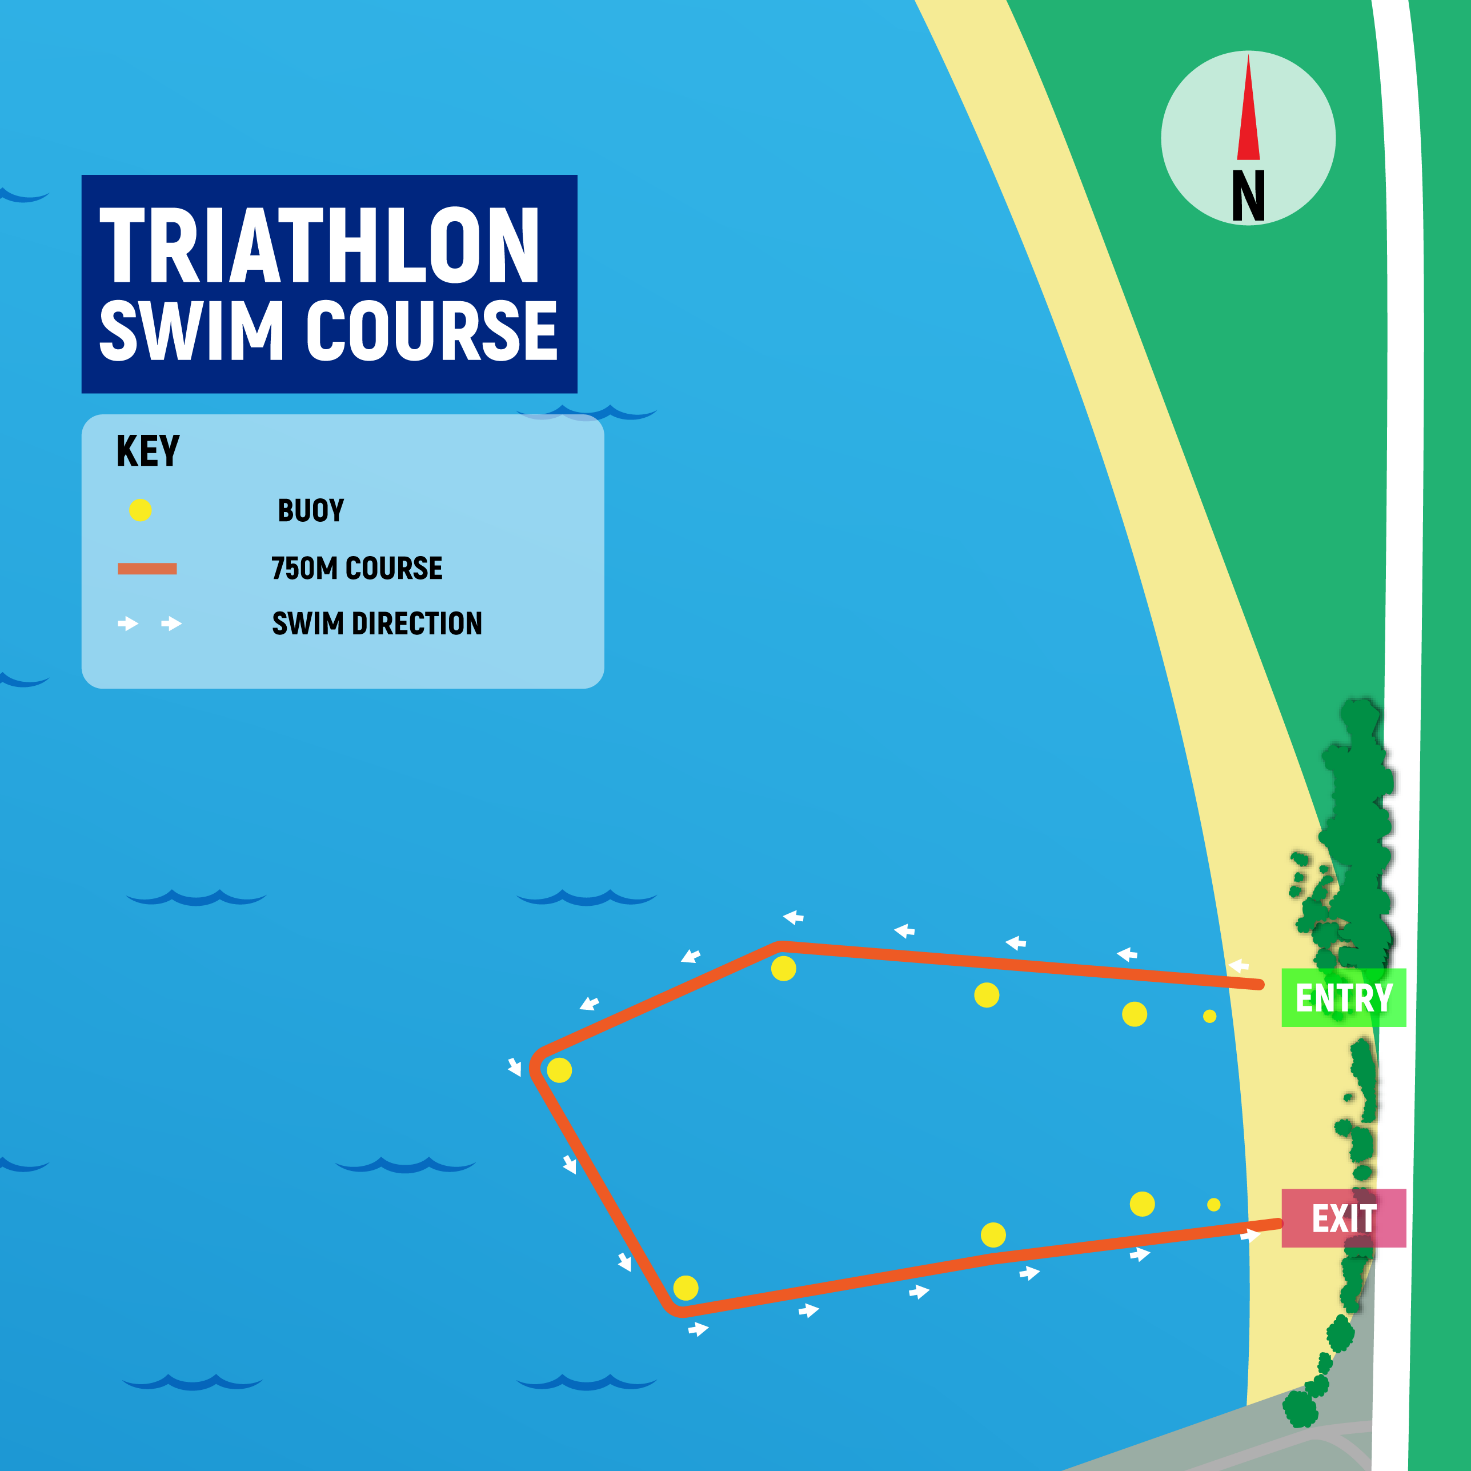 N
TRIATHLON
SWIM COURSE
KEY
BUOY
750M COURSE
SWIM DIRECTION
ENTRY
EXIT